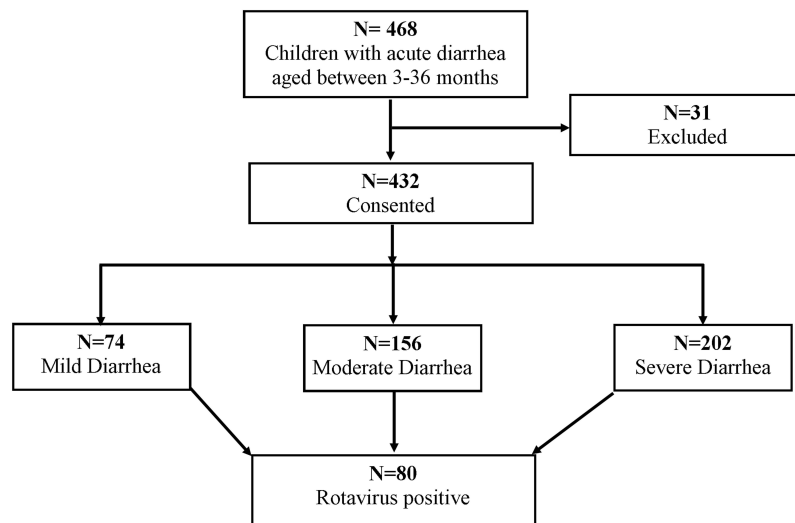 N= 468
Children with acute diarrhea
aged between 3-36 months
N=31
Excluded
N=432
Consented
N=74
Mild Diarrhea
N=156
Moderate Diarrhea
N=202
Severe Diarrhea
N=80
Rotavirus positive